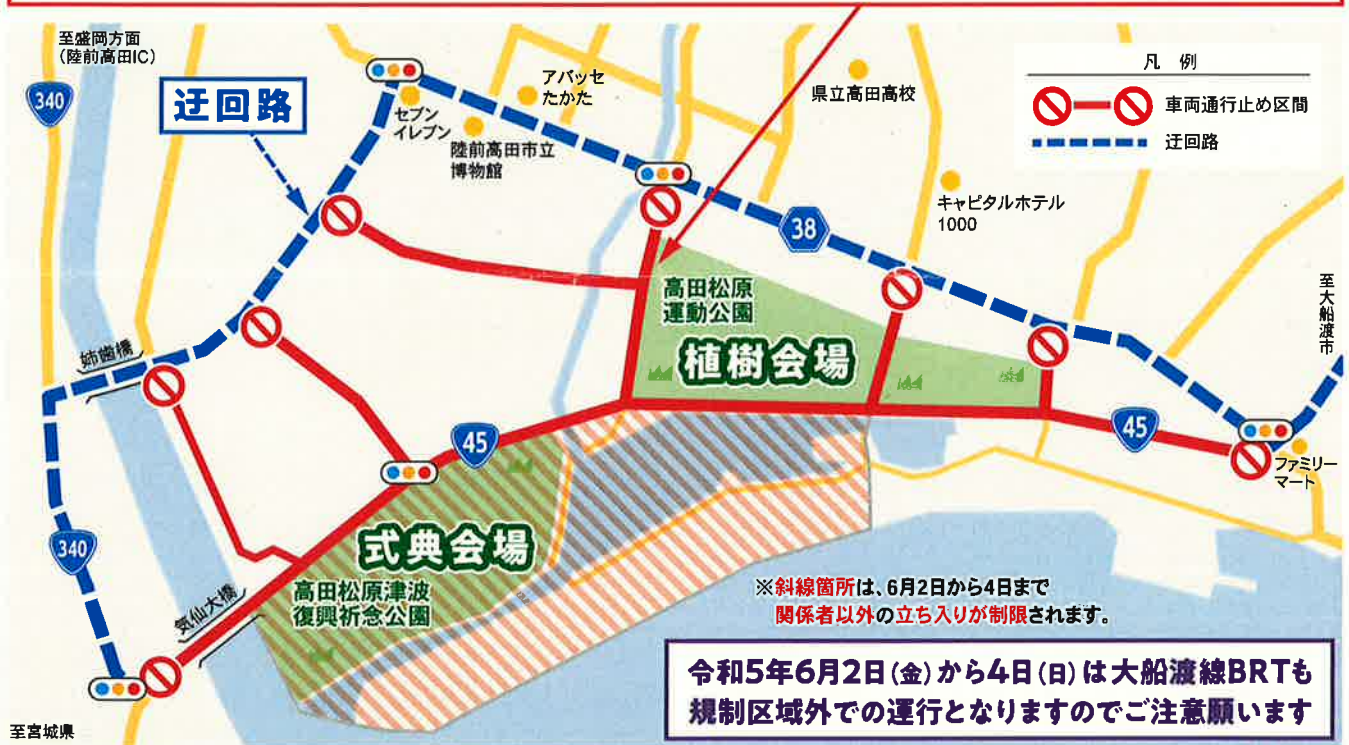 至盛岡方面
(陸前高田IC)
340
迂回路
セブン
イレブン
アバッセ
たかた
陸前高田市立
博物館
県立高田高校
凡 例
車両通行止め区間
迂回路
キャピタルホテル
1000
38
至大船渡市
高田松原
運動公園
植樹会場
姉歯橋
45
45
ファミリー
マート
340
式典会場
高田松原津波
復興祈念公園
気仙大橋
※斜線箇所は、6月2日から4日まで
関係者以外の立ち入りが制限されます。
令和5年6月2日(金)から4日(日)は大船渡線BRTも
規制区域外での運行となりますのでご注意願います
至宮城県